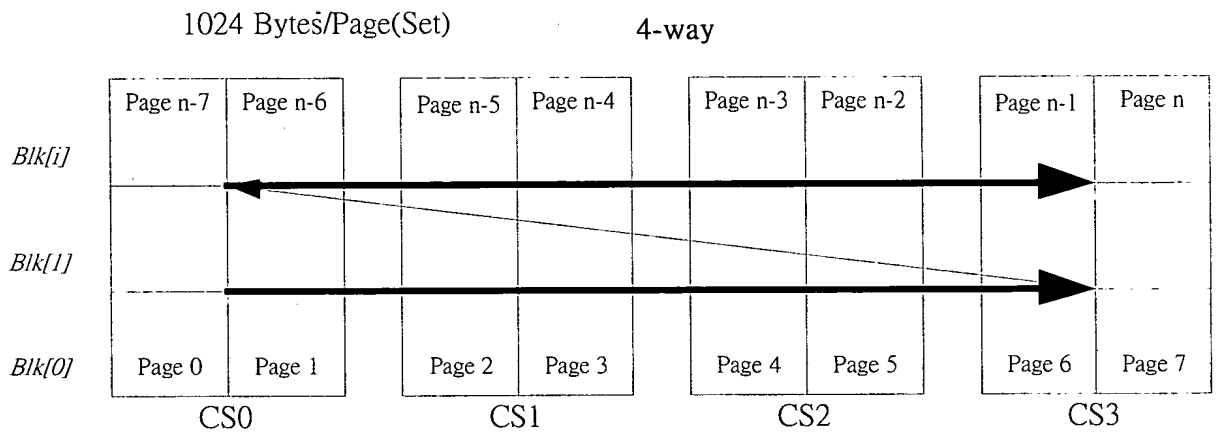 1024 Bytes/Page(Set) 4-way
Page n-7 Page n-6 Page n-5 Page n-4 Page n-3 Page n-2 Page n-1 Page n
Blk[i]
Blk[1]
Blk[0] Page 0 Page 1 Page 2 Page 3 Page 4 Page 5 Page 6 Page 7
CS0 CS1 CS2 CS3